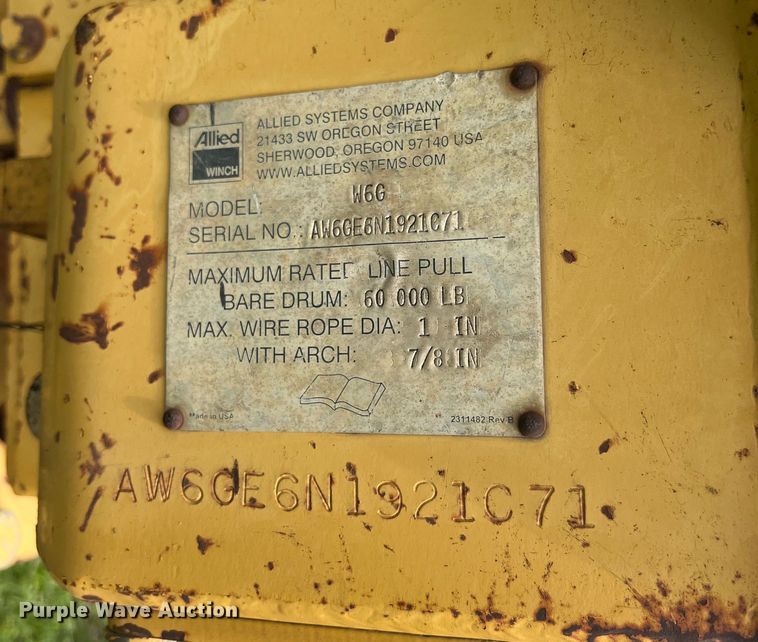 Allied
WINCH
ALLIED SYSTEMS COMPANY
21433 SW OREGON STREET
SHERWOOD, OREGON 97140 USA
WWW.ALLIEDSYSTEMS.COM
MODEL: W6G
SERIAL NO.: AW6GE6N1921C71
MAXIMUM RATED LINE PULL
BARE DRUM: 60 000 LB
MAX. WIRE ROPE DIA: 1 IN
WITH ARCH: 7/8 IN
Made in USA
2311482 Rev B
AW6GE6N1921C71
Purple Wave Auction